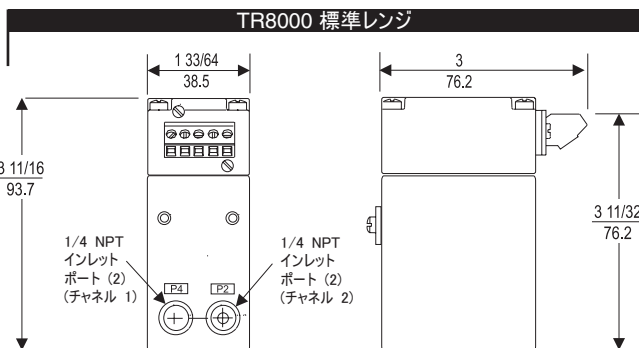 TR8000 標準レンジ
1 33/64
38.5
3
76.2
3 11/16
93.7
3 11/32
76.2
1/4 NPT
インレット
ポート (2)
(チャネル 1)
1/4 NPT
インレット
ポート (2)
(チャネル 2)
P4
P2